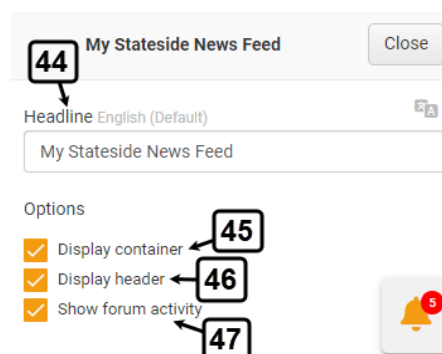 My Stateside News Feed
Close
44
Headline English (Default)
My Stateside News Feed
Options
45
Display container
Display header
46
Show forum activity
5
47